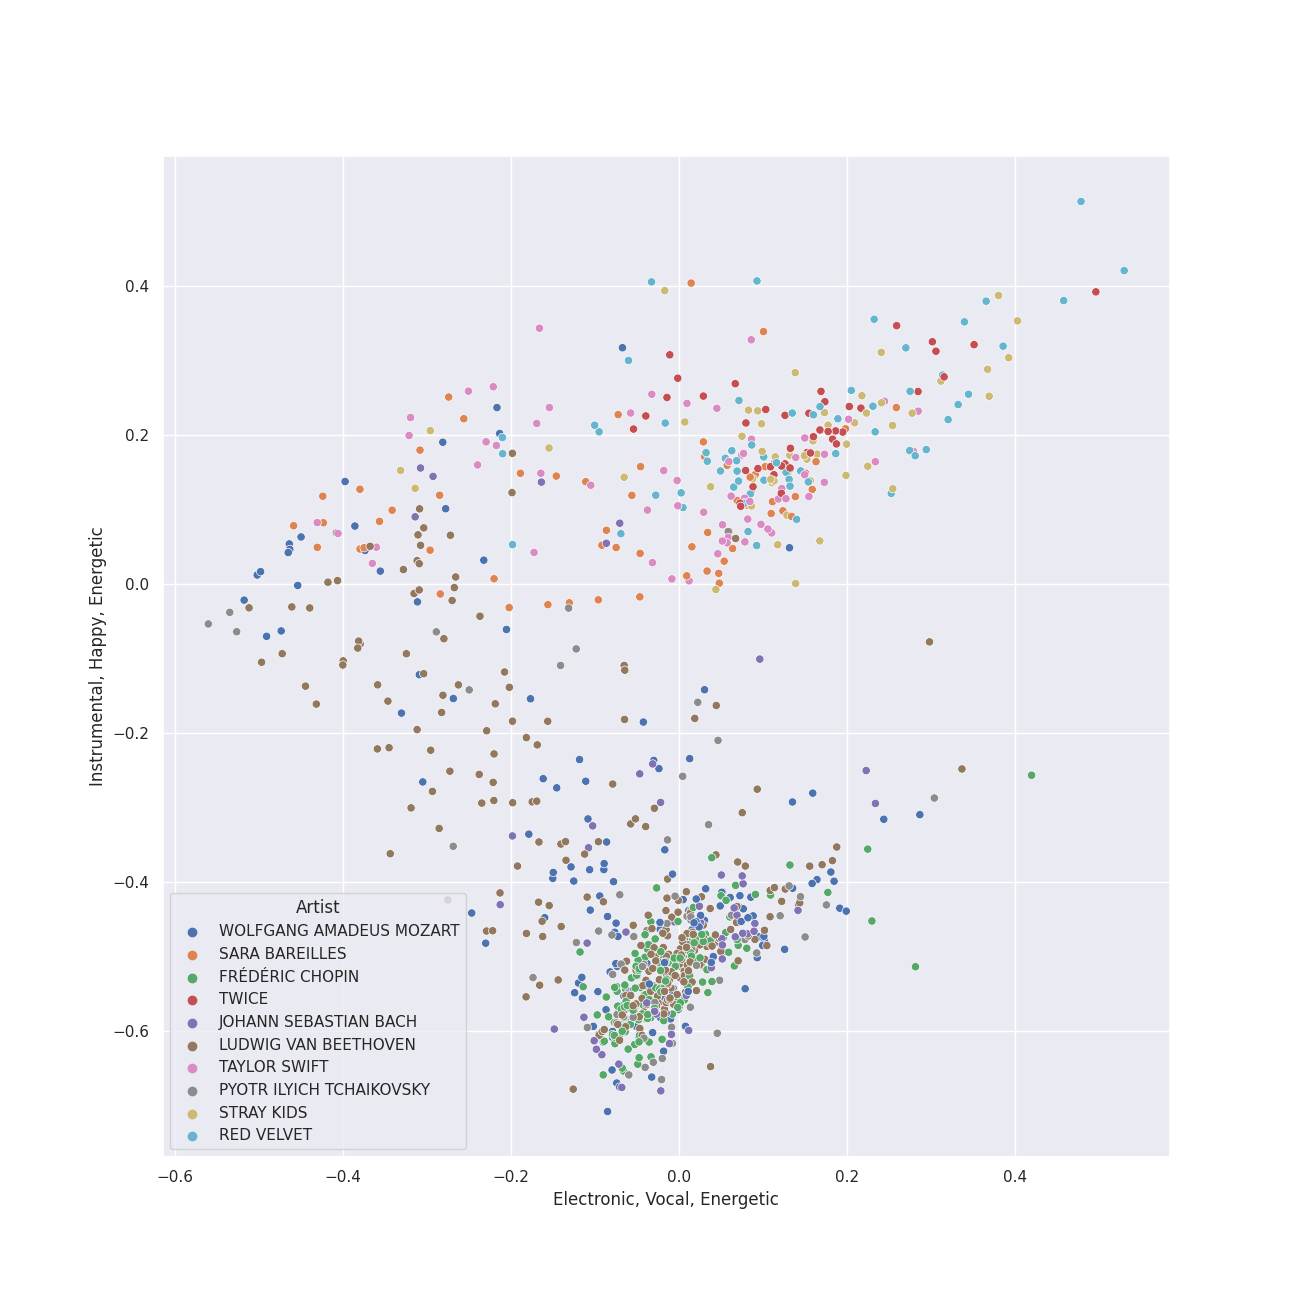 0.4
0.2
0.0
−0.2
−0.4
−0.6
Instrumental, Happy, Energetic
Artist
WOLFGANG AMADEUS MOZART
SARA BAREILLES
FRÉDÉRIC CHOPIN
TWICE
JOHANN SEBASTIAN BACH
LUDWIG VAN BEETHOVEN
TAYLOR SWIFT
PYOTR ILYICH TCHAIKOVSKY
STRAY KIDS
RED VELVET
−0.6 −0.4 −0.2 0.0 0.2 0.4
Electronic, Vocal, Energetic